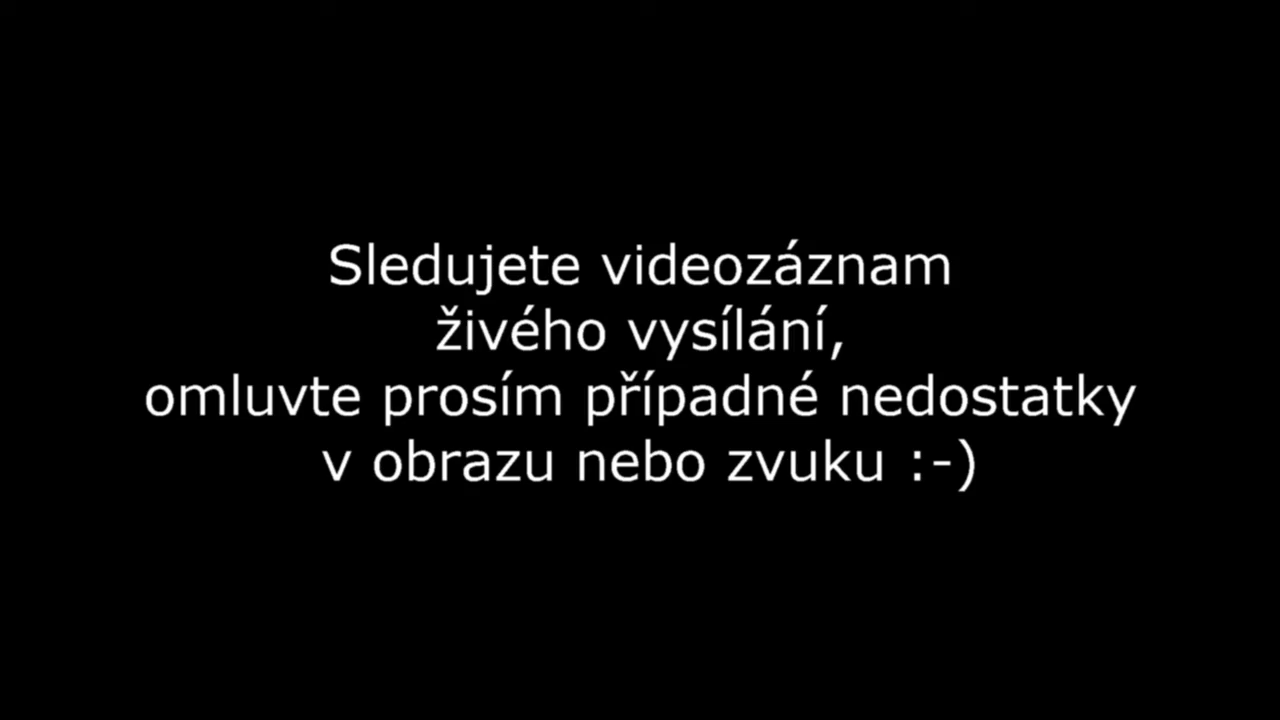 Sledujete videozáznam
živého vysílání,
omluvte prosím případné nedostatky
v obrazu nebo zvuku :-)